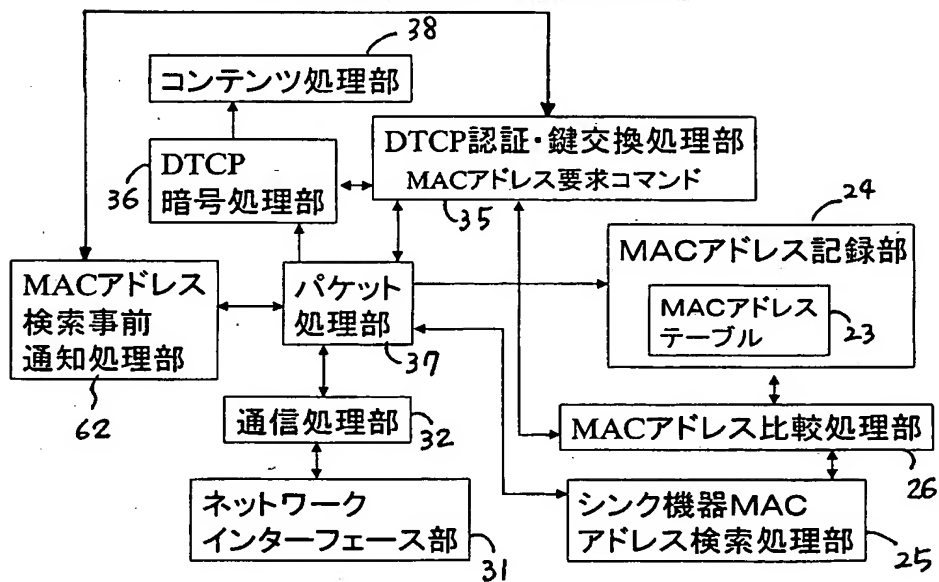 38
コンテンツ処理部
DTCP認証・鍵交換処理部
MACアドレス要求コマンド
35
DTCP
暗号処理部
36
24
MACアドレス記録部
MACアドレス
テーブル
23
MACアドレス
検索事前
通知処理部
62
パケット
処理部
37
通信処理部
32
MACアドレス比較処理部
26
ネットワーク
インターフェース部
31
シンク機器MAC
アドレス検索処理部
25